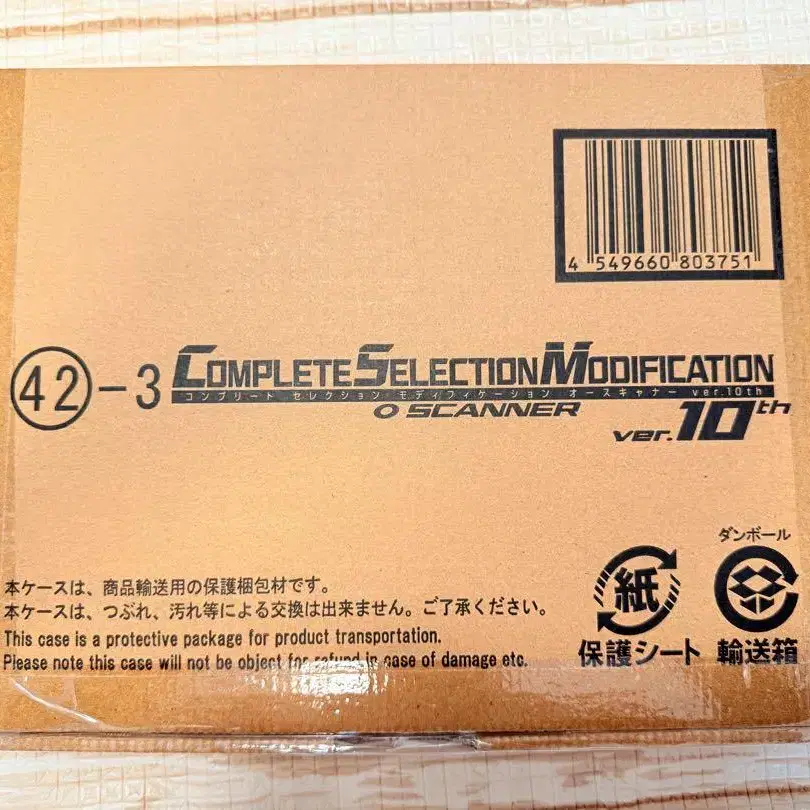 4 549660 803751
㊷-3 COMPLETE SELECTION MODIFICATION
コンプリート セレクション モディフィケーション オースキャナー ver.10th
O SCANNER
ver.10th
ダンボール
紙
保護シート
輸送箱
本ケースは、商品輸送用の保護梱包材です。
本ケースは、つぶれ、汚れ等による交換は出来ません。ご了承ください。
This case is a protective package for product transportation.
Please note this case will not be object for refund in case of damage etc.